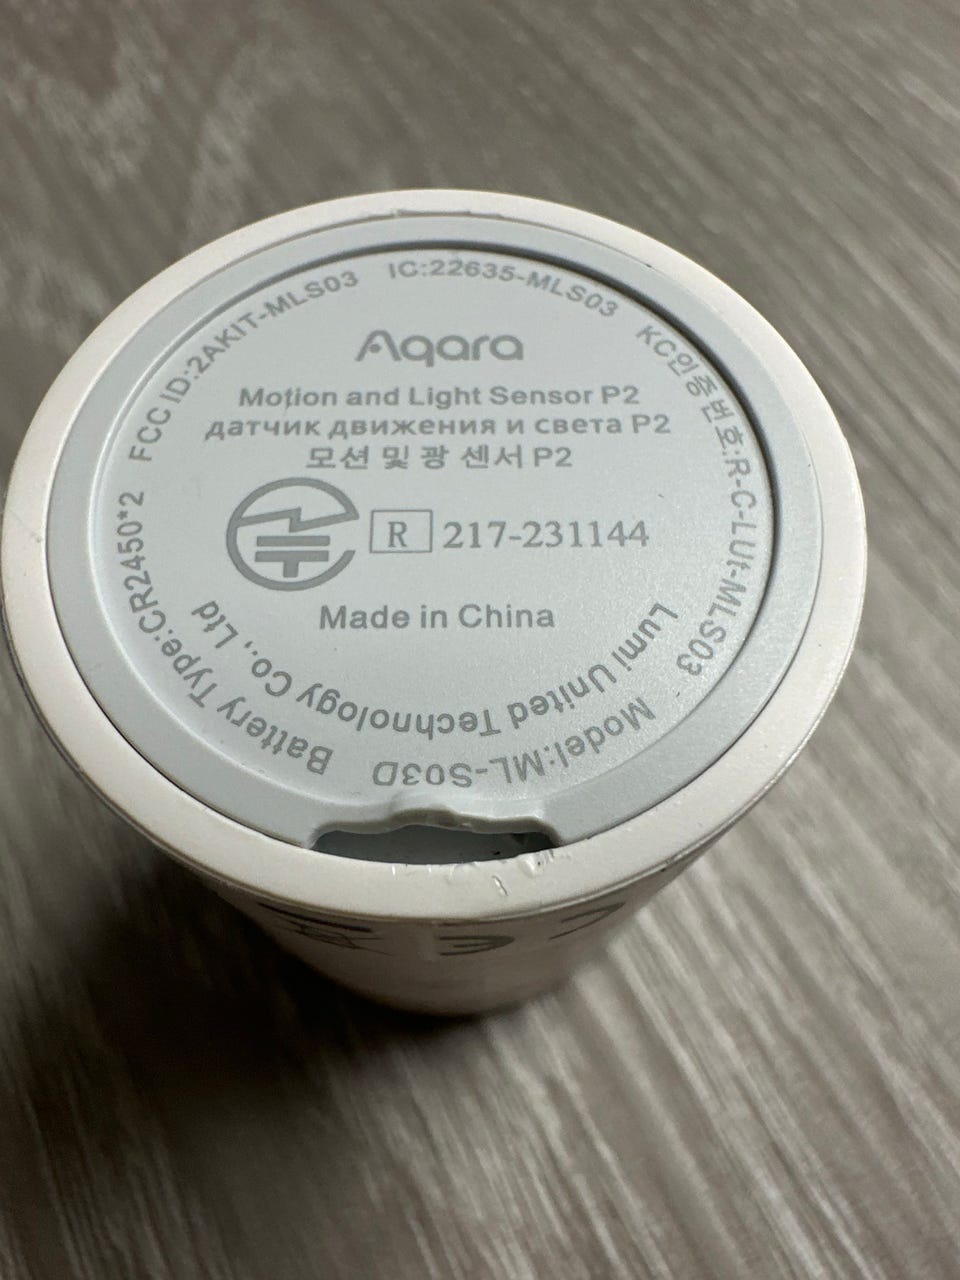 Aqara
Motion and Light Sensor P2
датчик движения и света P2
모션 및 광 센서 P2
R 217-231144
Made in China
Lumi United Technology Co., Ltd
Battery Type:CR2450*2
FCC ID:2AKIT-MLS03
IC:22635-MLS03
KC인증번호:R-C-LUt-MLS03
Model:ML-S03D